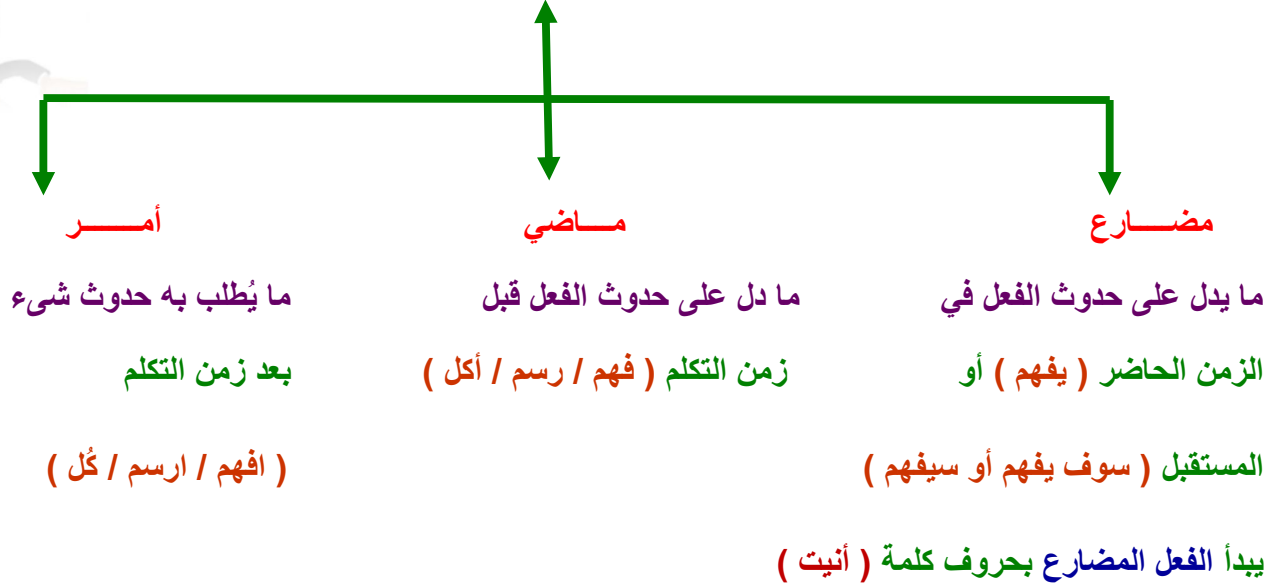 مضـــارع مـــاضي أمـــــر
ما يدل على حدوث الفعل في ما دل على حدوث الفعل قبل ما يُطلب به حدوث شىء
الزمن الحاضر ( يفهم ) أو زمن التكلم ( فهم / رسم / أكل ) بعد زمن التكلم
المستقبل ( سوف يفهم أو سيفهم ) ( افهم / ارسم / كُل )
يبدأ الفعل المضارع بحروف كلمة ( أنيت )